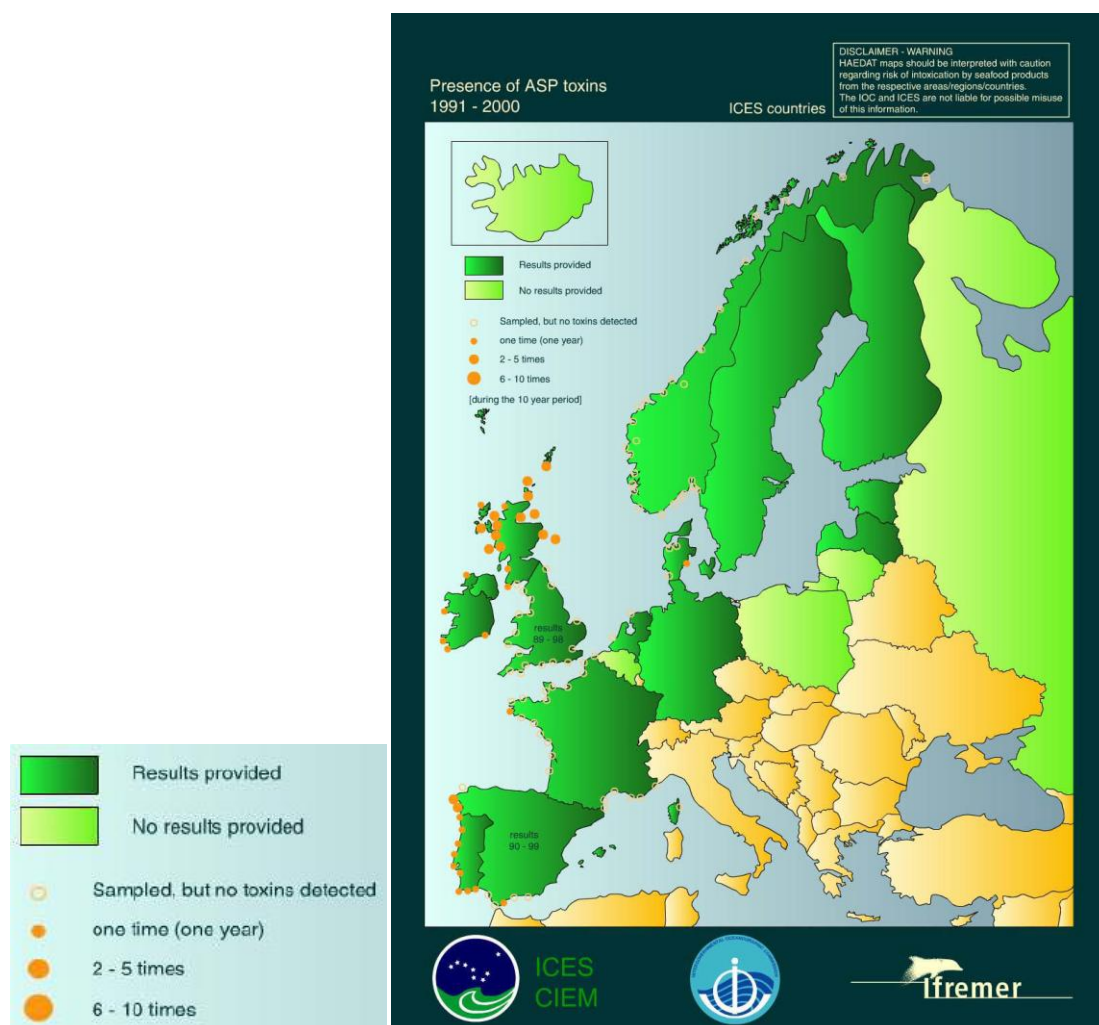 Presence of ASP toxins
1991 - 2000
ICES countries
DISCLAIMER - WARNING
HAEDAT maps should be interpreted with caution
regarding risk of intoxication by seafood products
from the respective areas/regions/countries.
The IOC and ICES are not liable for possible misuse
of this information.
Results provided
No results provided
Sampled, but no toxins detected
one time (one year)
2 - 5 times
6 - 10 times
[during the 10 year period]
results
89 - 98
results
90 - 99
Results provided
No results provided
Sampled, but no toxins detected
one time (one year)
2 - 5 times
6 - 10 times
ICES
CIEM
Ifremer